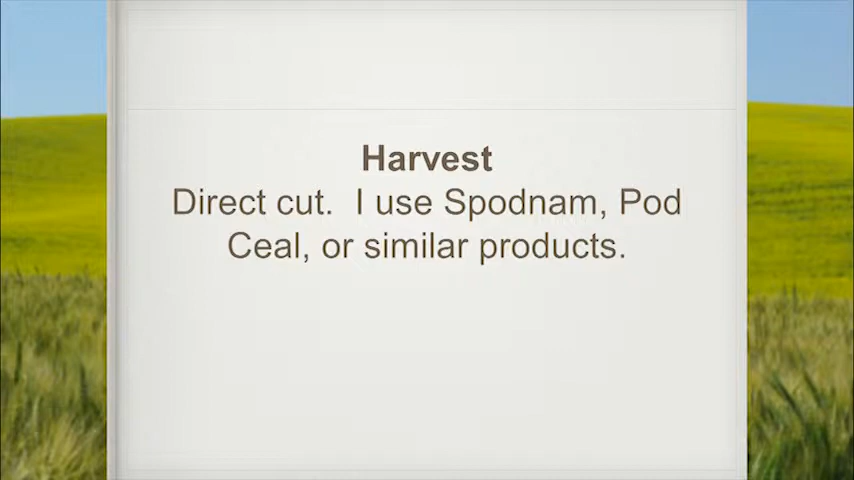 Harvest
Direct cut.  I use Spodnam, Pod
Ceal, or similar products.